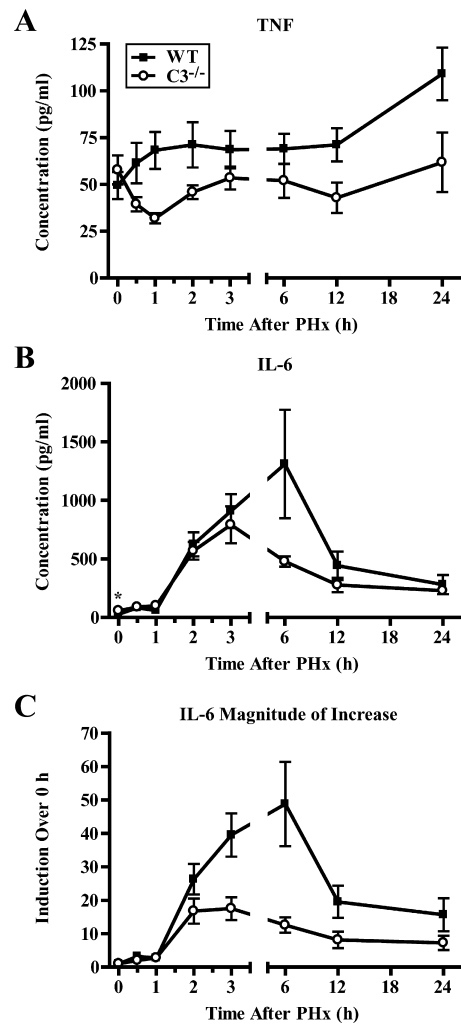 A
TNF
WT
C3-/-
Concentration (pg/ml)
125
100
75
50
25
0
0 1 2 3 6 12 18 24
Time After PHx (h)
B
IL-6
Concentration (pg/ml)
2000
1500
1000
500
0
*
0 1 2 3 6 12 18 24
Time After PHx (h)
C
IL-6 Magnitude of Increase
Induction Over 0 h
70
60
50
40
30
20
10
0
0 1 2 3 6 12 18 24
Time After PHx (h)